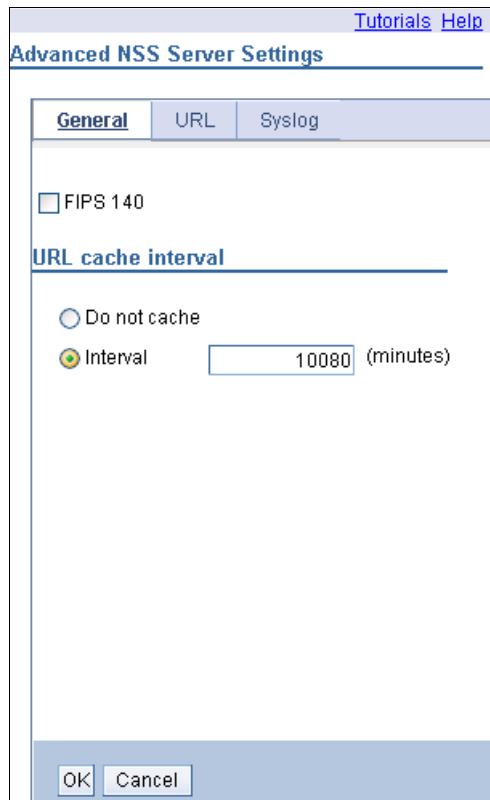 Tutorials Help
Advanced NSS Server Settings
General URL Syslog
FIPS 140
URL cache interval
Do not cache
Interval 10080 (minutes)
OK Cancel